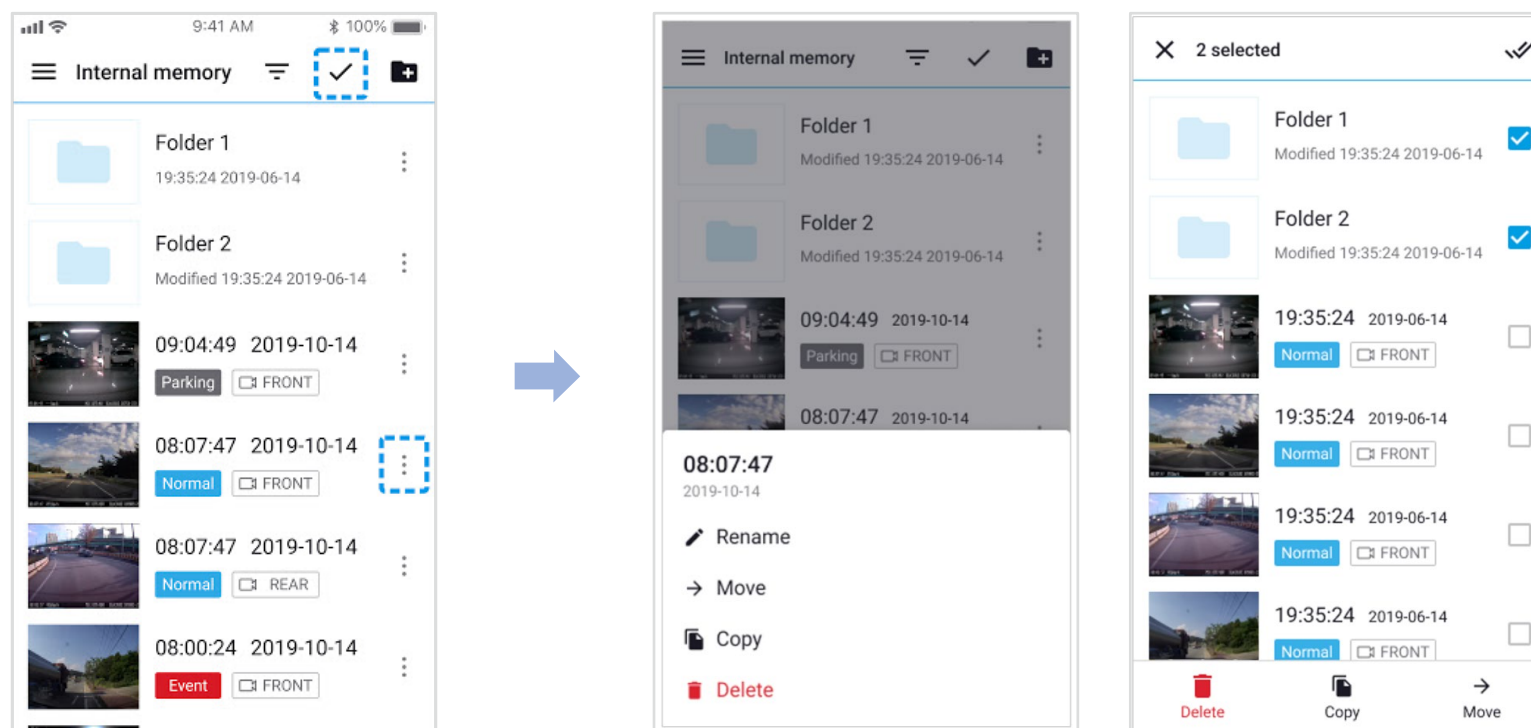 9:41 AM 100%
Internal memory
Folder 1
19:35:24 2019-06-14
Folder 2
Modified 19:35:24 2019-06-14
09:04:49 2019-10-14
Parking FRONT
08:07:47 2019-10-14
Normal FRONT
08:07:47 2019-10-14
Normal REAR
08:00:24 2019-10-14
Event FRONT
Internal memory
Folder 1
Modified 19:35:24 2019-06-14
Folder 2
Modified 19:35:24 2019-06-14
09:04:49 2019-10-14
Parking FRONT
08:07:47 2019-10-14
08:07:47
2019-10-14
Rename
Move
Copy
Delete
2 selected
Folder 1
Modified 19:35:24 2019-06-14
Folder 2
Modified 19:35:24 2019-06-14
19:35:24 2019-06-14
Normal FRONT
19:35:24 2019-06-14
Normal FRONT
19:35:24 2019-06-14
Normal FRONT
19:35:24 2019-06-14
Normal FRONT
Delete Copy Move